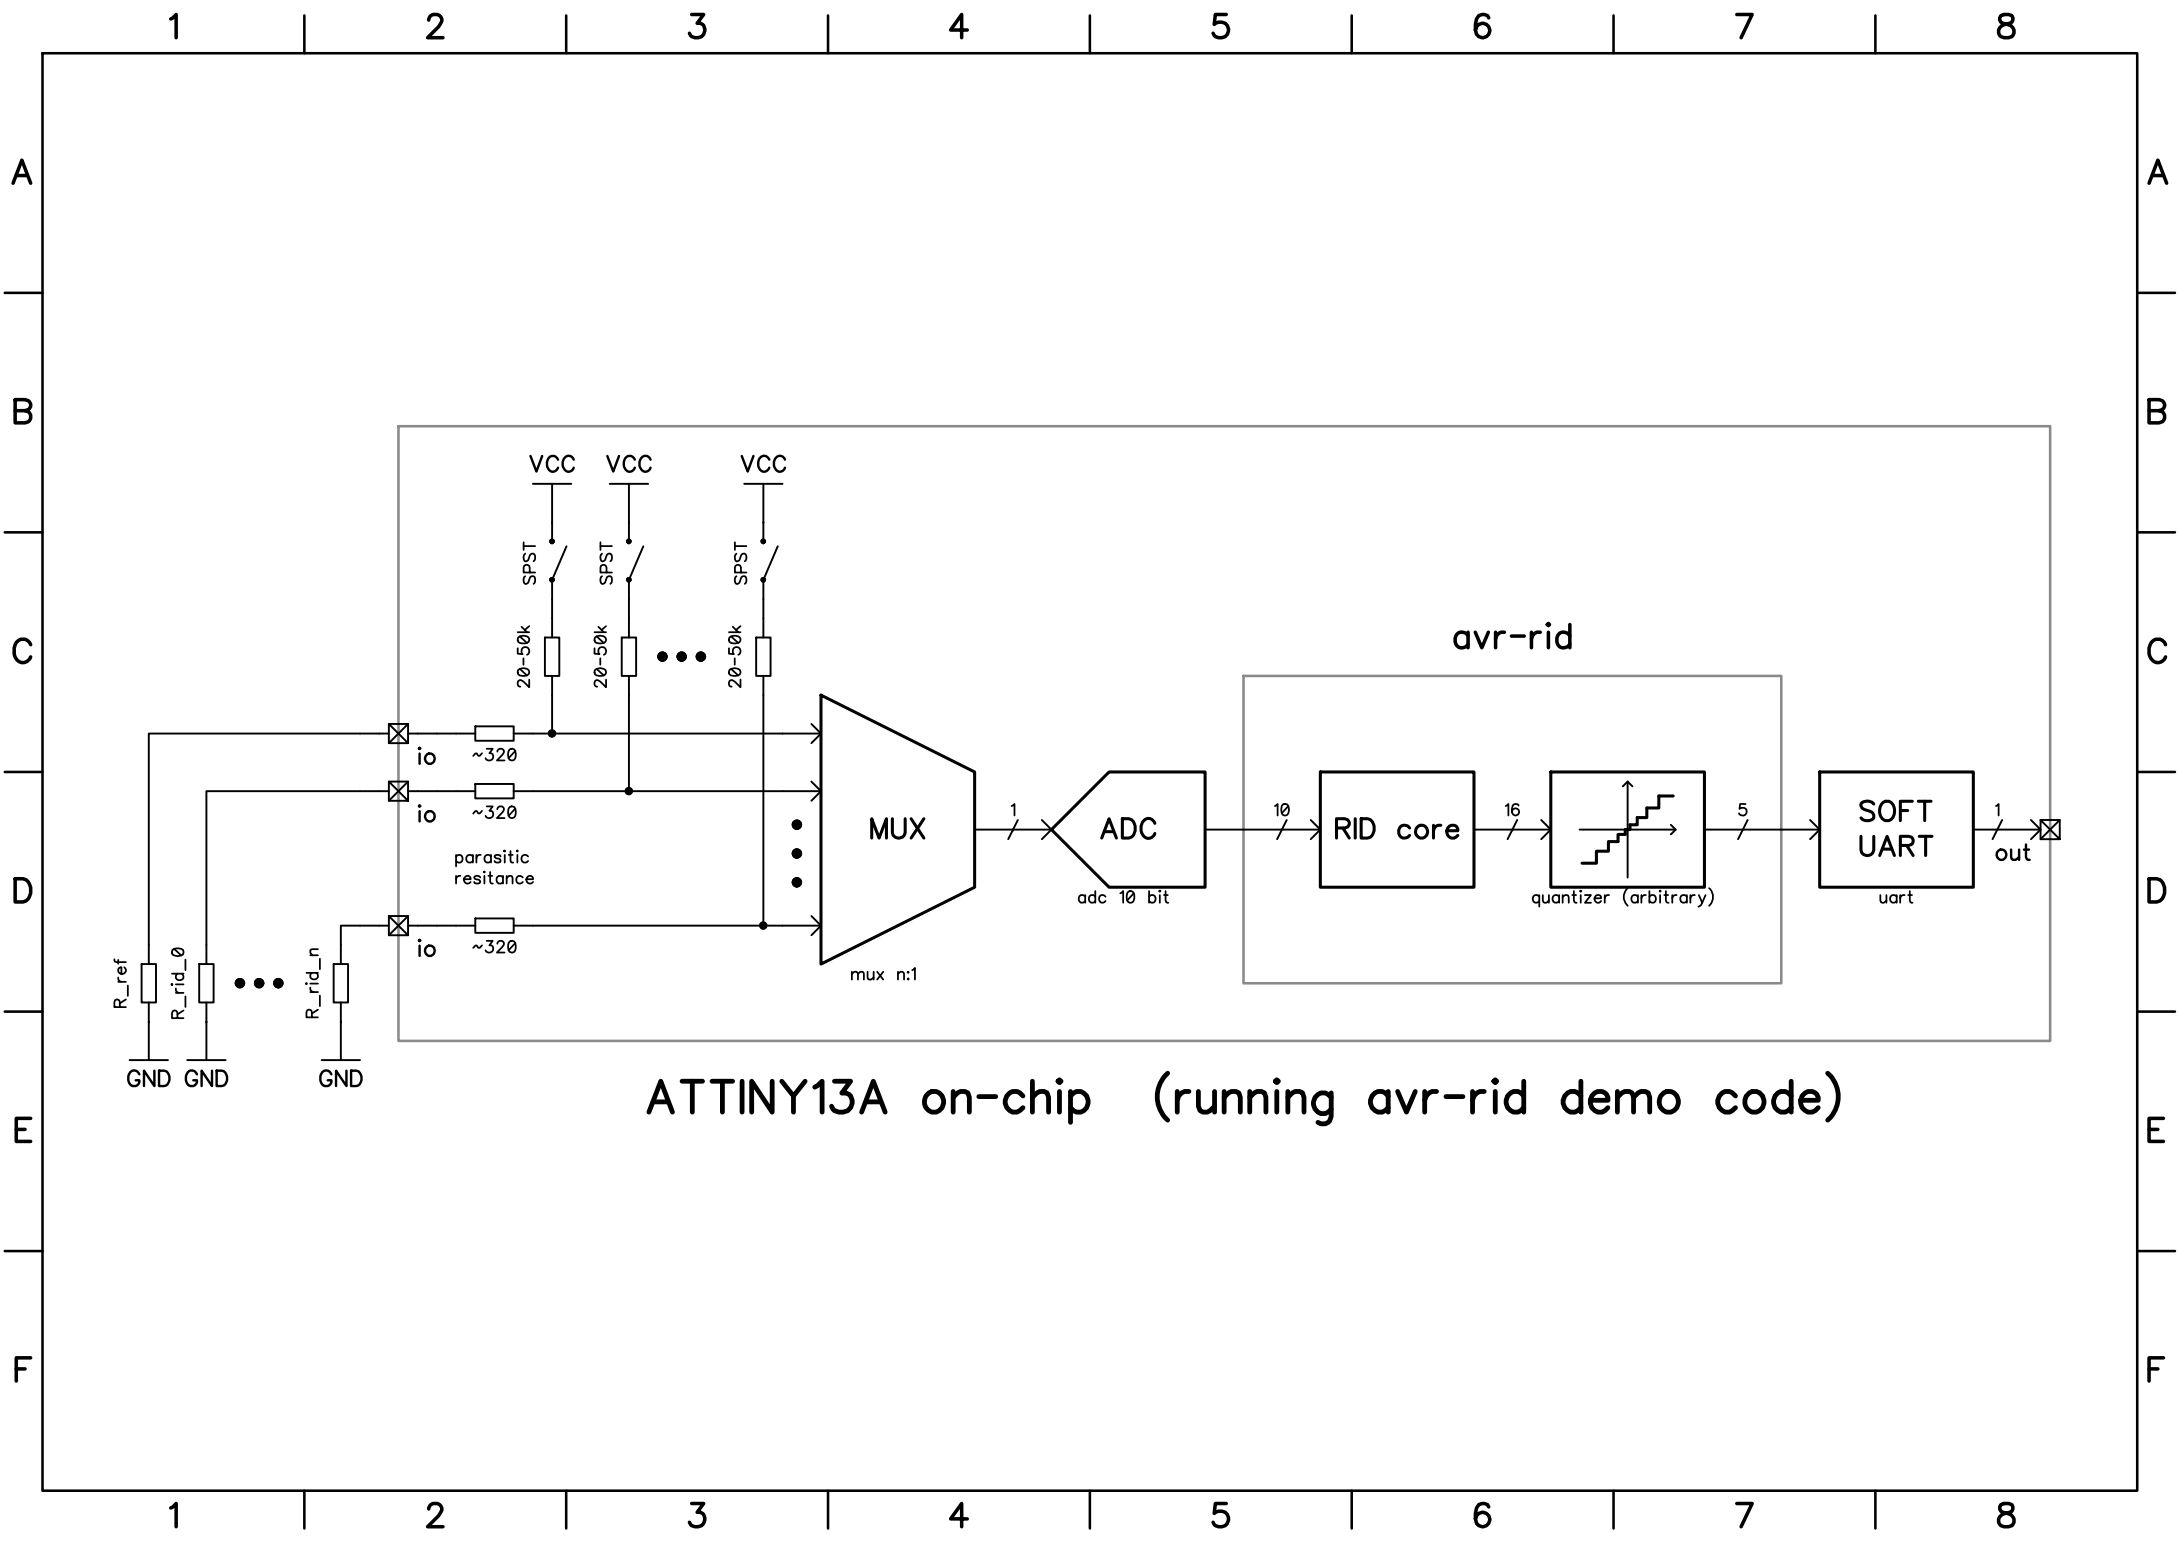 1 2 3 4 5 6 7 8
A A
B B
VCC VCC VCC
SPST SPST SPST
C C
20-50k 20-50k 20-50k
avr-rid
io ~320
io ~320
MUX
1
ADC
10
RID core
16
5
SOFT
UART
1
out
parasitic
resitance
D D
adc 10 bit
quantizer (arbitrary)
uart
io ~320
mux n:1
R_ref R_rid_0 R_rid_n
GND GND GND
ATTINY13A on-chip (running avr-rid demo code)
E E
F F
1 2 3 4 5 6 7 8